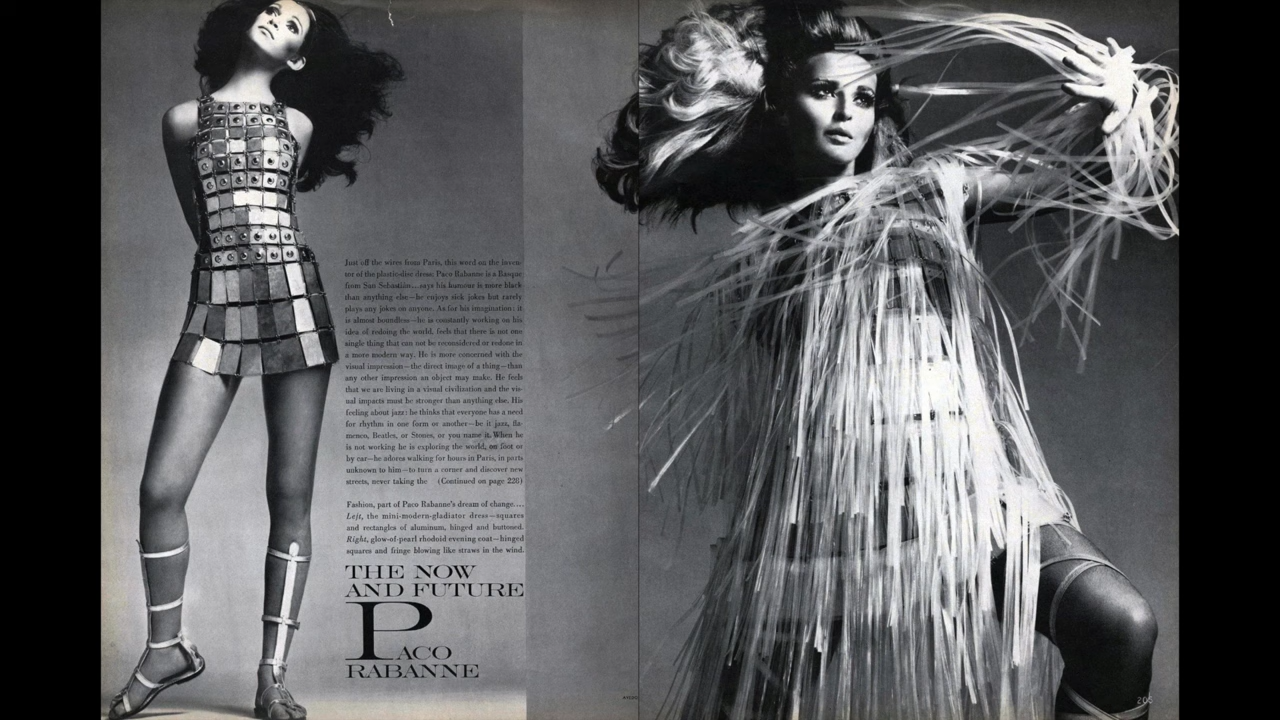 Just off the wires from Paris, this word on the inven-
tor of the plastic-disc dress: Paco Rabanne is a Basque
from San Sebastián....says his humour is more black
than anything else—he enjoys sick jokes but rarely
plays any jokes on anyone. As for his imagination: it
is almost boundless—he is constantly working on his
idea of redoing the world, feels that there is not one
single thing that can not be reconsidered or redone in
a more modern way. He is more concerned with the
visual impression—the direct image of a thing—than
any other impression an object may make. He feels
that we are living in a visual civilization and the vis-
ual impacts must be stronger than anything else. His
feeling about jazz: he thinks that everyone has a need
for rhythm in one form or another—be it jazz, fla-
menco, Beatles, or Stones, or you name it. When he
is not working he is exploring the world, on foot or
by car—he adores walking for hours in Paris, in parts
unknown to him—to turn a corner and discover new
streets, never taking the (Continued on page 228)
Fashion, part of Paco Rabanne's dream of change....
Left, the mini-modern-gladiator dress—squares
and rectangles of aluminum, hinged and buttoned.
Right, glow-of-pearl rhodoid evening coat—hinged
squares and fringe blowing like straws in the wind.
THE NOW
AND FUTURE
PACO
RABANNE